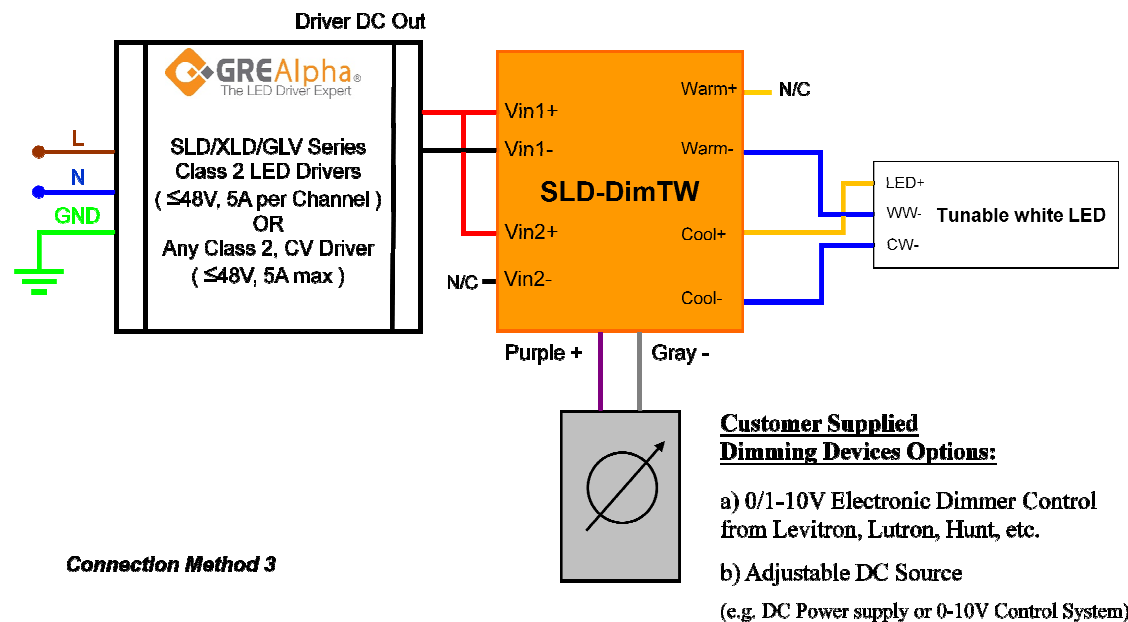 Driver DC Out
GREAlpha®
The LED Driver Expert
L
N
GND
SLD/XLD/GLV Series
Class 2 LED Drivers
( ≤48V, 5A per Channel )
OR
Any Class 2, CV Driver
( ≤48V, 5A max )
Vin1+
Vin1-
Vin2+
N/C
Vin2-
SLD-DimTW
Warm+
N/C
Warm-
Cool+
Cool-
LED+
WW-
CW-
Tunable white LED
Purple +
Gray -
Customer Supplied
Dimming Devices Options:
a) 0/1-10V Electronic Dimmer Control
from Levitron, Lutron, Hunt, etc.
b) Adjustable DC Source
(e.g. DC Power supply or 0-10V Control System)
Connection Method 3